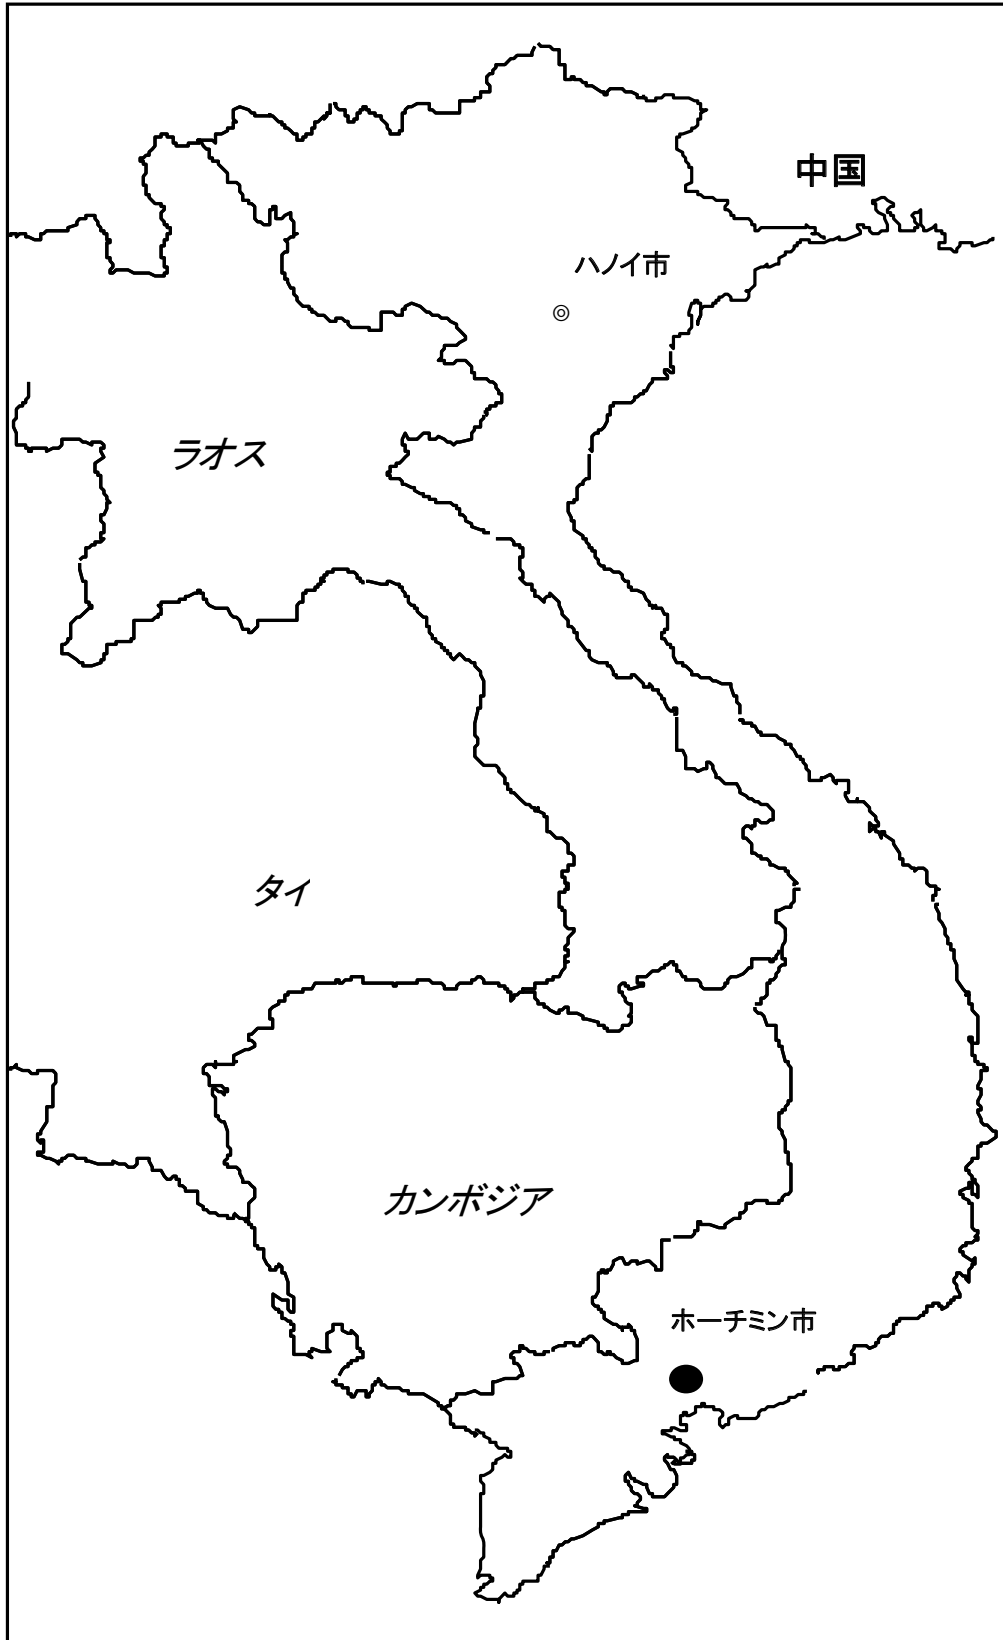 中国
ハノイ市
ラオス
タイ
カンボジア
ホーチミン市